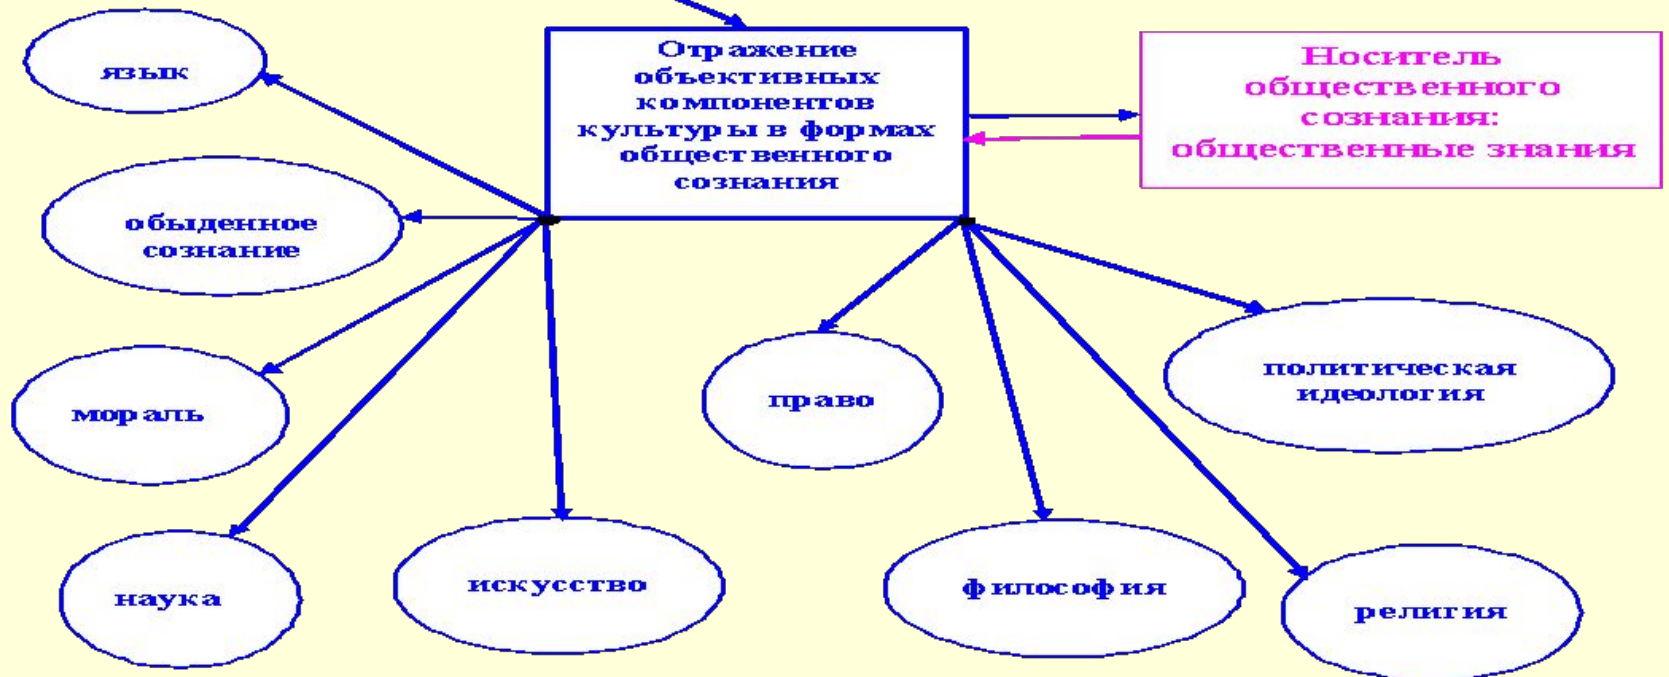 Отражение
объективных
компонентов
культуры в формах
общественного
сознания
Носитель
общественного
сознания:
общественные знания
язык
обыденное
сознание
мораль
наука
искусство
право
философия
политическая
идеология
религия